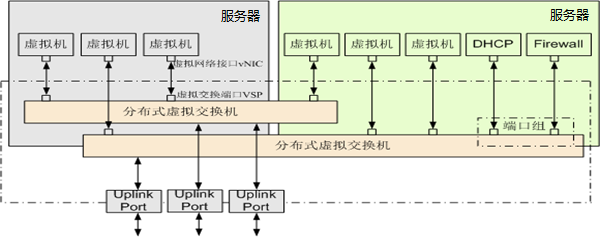 服务器
服务器
虚拟机
虚拟机
虚拟机
虚拟机
虚拟机
虚拟机
DHCP
Firewall
虚拟网络接口vNIC
虚拟交换端口VSP
分布式虚拟交换机
端口组
分布式虚拟交换机
Uplink
Port
Uplink
Port
Uplink
Port